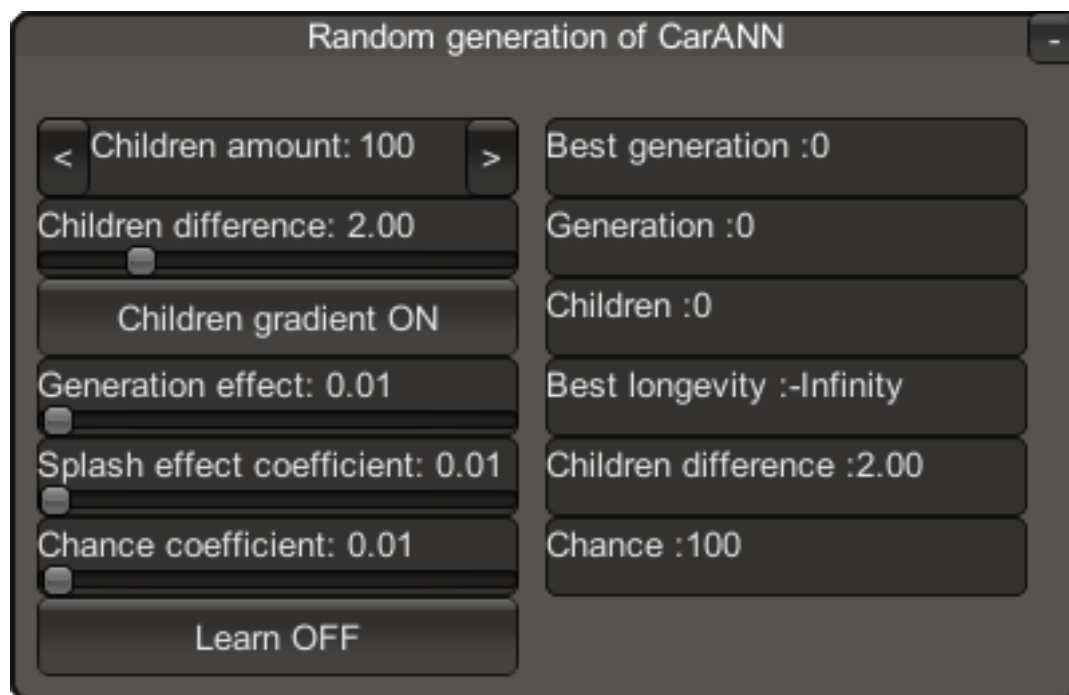 Random generation of CarANN
-
< Children amount: 100 >
Children difference: 2.00
Children gradient ON
Generation effect: 0.01
Splash effect coefficient: 0.01
Chance coefficient: 0.01
Learn OFF
Best generation :0
Generation :0
Children :0
Best longevity :-Infinity
Children difference :2.00
Chance :100